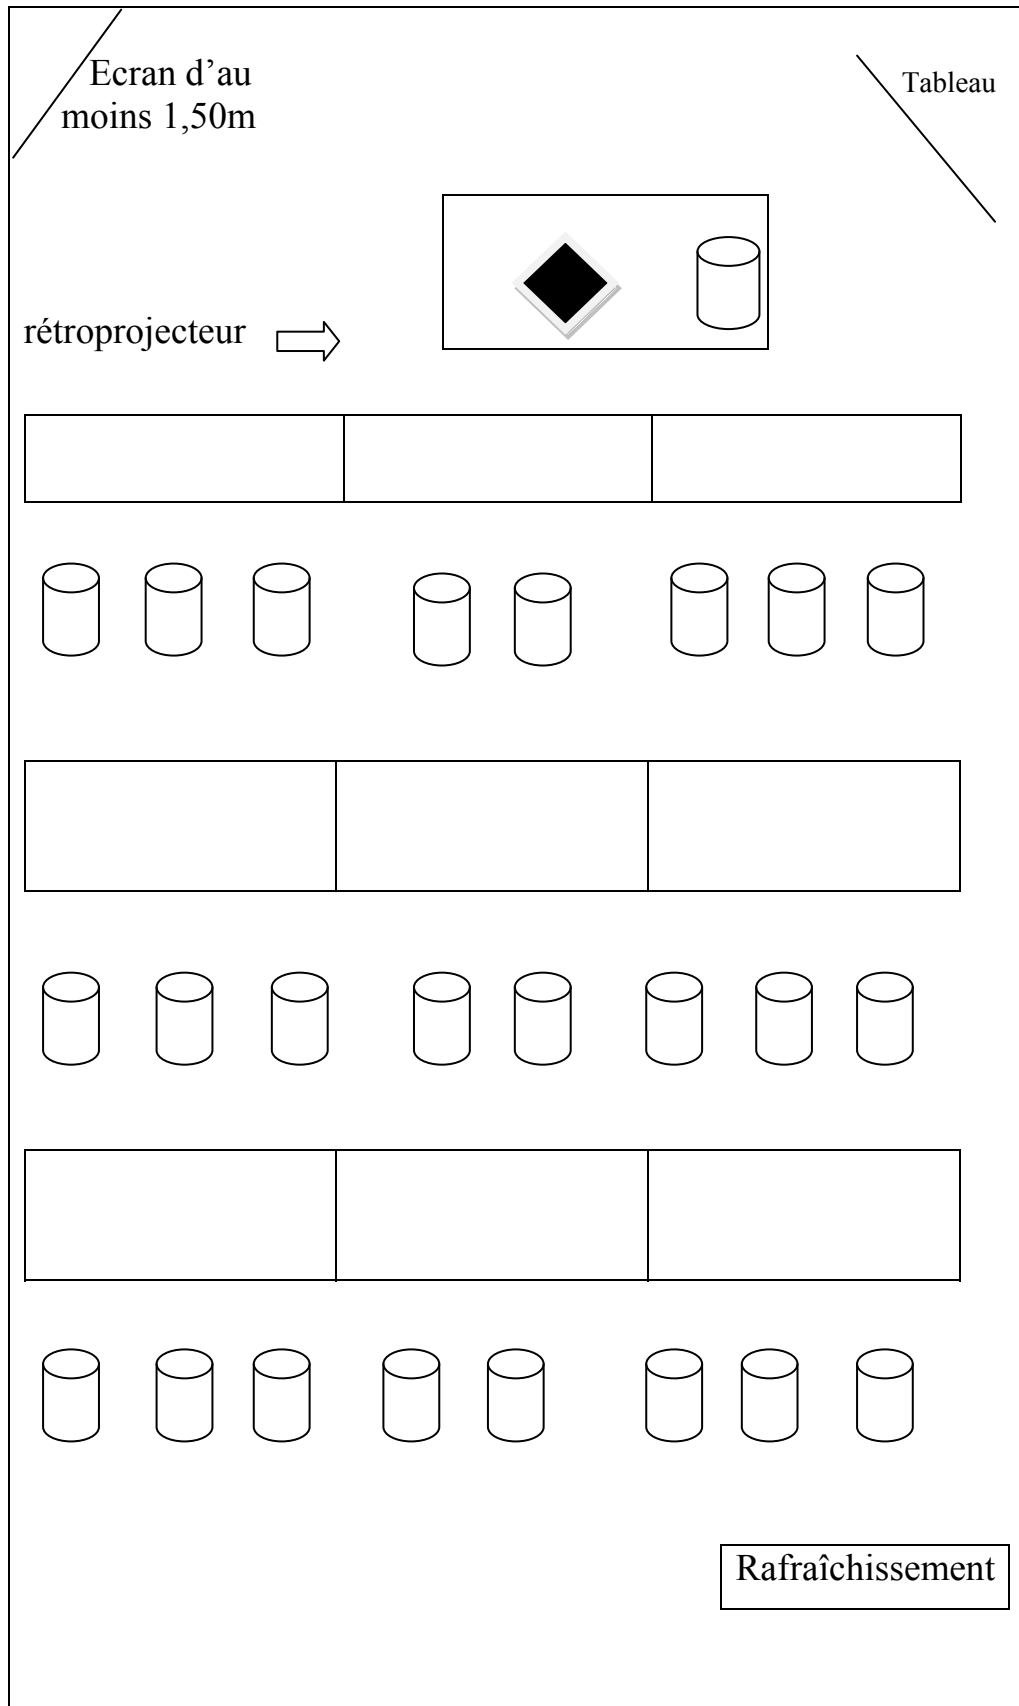 Ecran d’au
moins 1,50m
Tableau
rétroprojecteur
Rafraîchissement